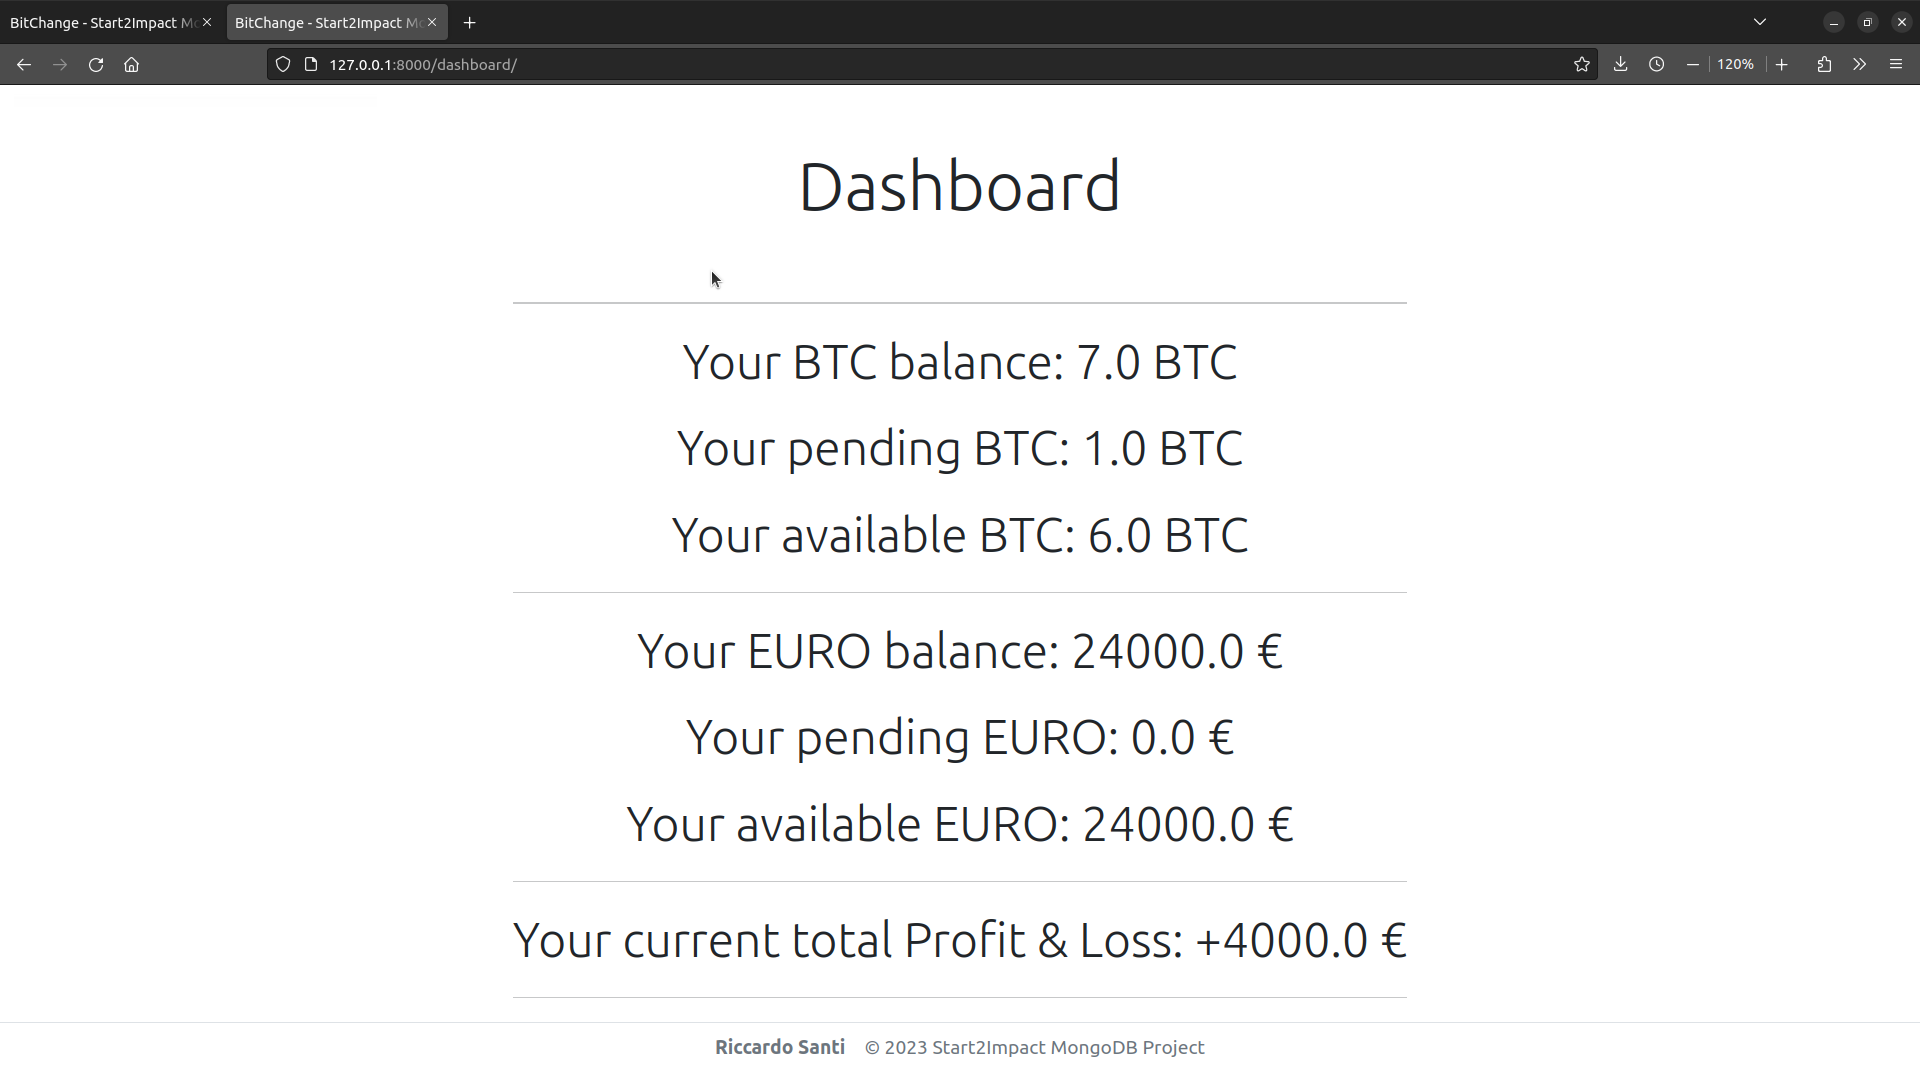 BitChange - Start2Impact M
BitChange - Start2Impact M
127.0.0.1:8000/dashboard/
120%
Dashboard
Your BTC balance: 7.0 BTC
Your pending BTC: 1.0 BTC
Your available BTC: 6.0 BTC
Your EURO balance: 24000.0 €
Your pending EURO: 0.0 €
Your available EURO: 24000.0 €
Your current total Profit & Loss: +4000.0 €
Riccardo Santi © 2023 Start2Impact MongoDB Project